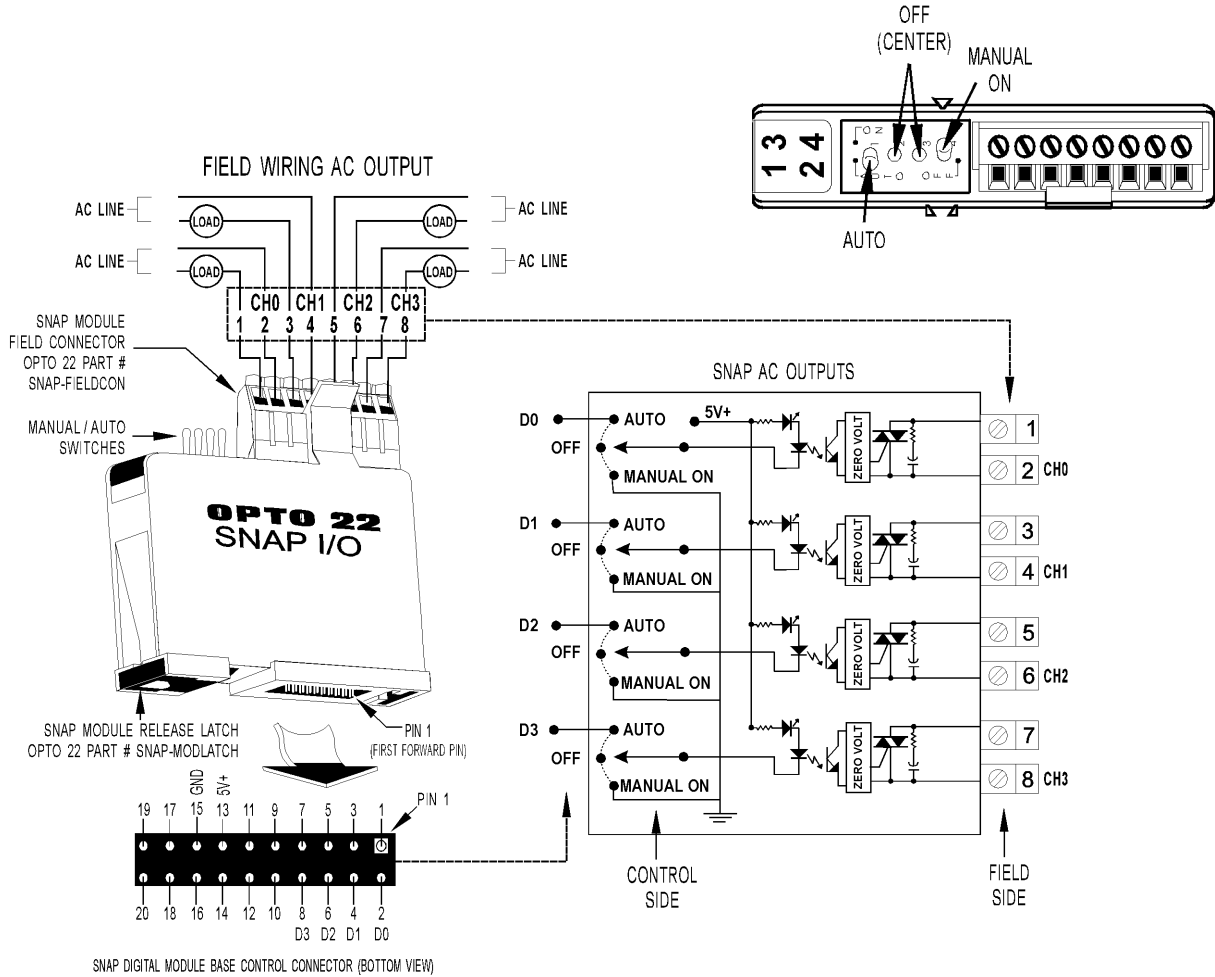 OFF
(CENTER)
MANUAL
ON
1 3
2 4
AUTO
FIELD WIRING AC OUTPUT
AC LINE
LOAD
LOAD
AC LINE
AC LINE
LOAD
LOAD
AC LINE
CH0 CH1 CH2 CH3
1 2 3 4 5 6 7 8
SNAP MODULE
FIELD CONNECTOR
OPTO 22 PART #
SNAP-FIELDCON
MANUAL / AUTO
SWITCHES
OPTO 22
SNAP I/O
SNAP MODULE RELEASE LATCH
OPTO 22 PART # SNAP-MODLATCH
PIN 1
(FIRST FORWARD PIN)
GND
5V+
PIN 1
19 17 15 13 11 9 7 5 3 1
20 18 16 14 12 10 8 6 4 2
D3 D2 D1 D0
SNAP DIGITAL MODULE BASE CONTROL CONNECTOR (BOTTOM VIEW)
SNAP AC OUTPUTS
D0
AUTO
5V+
OFF
MANUAL ON
ZERO VOLT
1
2 CH0
D1
AUTO
OFF
MANUAL ON
ZERO VOLT
3
4 CH1
D2
AUTO
OFF
MANUAL ON
ZERO VOLT
5
6 CH2
D3
AUTO
OFF
MANUAL ON
ZERO VOLT
7
8 CH3
CONTROL
SIDE
FIELD
SIDE